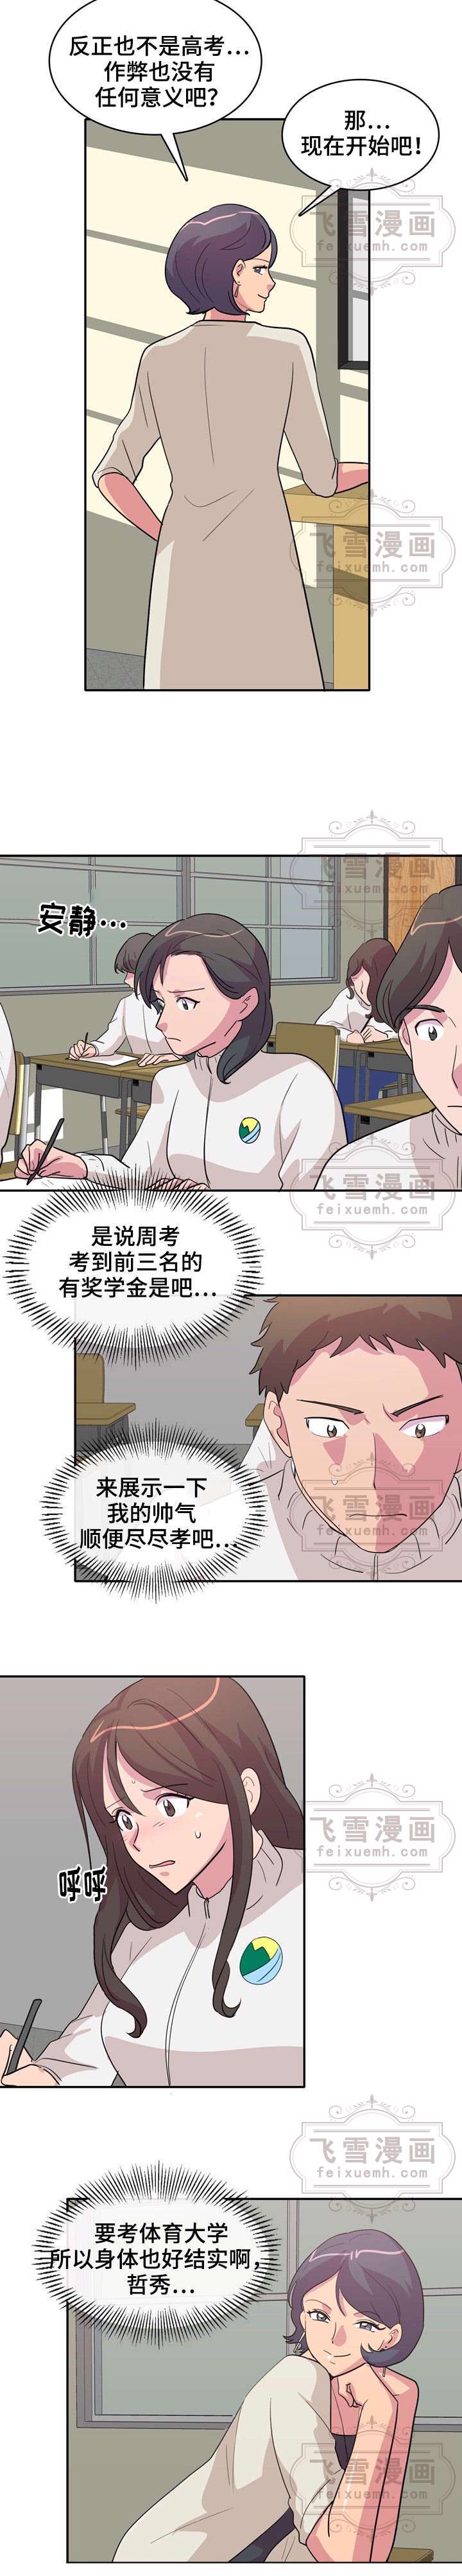 反正也不是高考...
作弊也没有
任何意义吧?
那...
现在开始吧!
飞雪漫画
feixuemh.com
飞雪漫画
feixuemh.com
飞雪漫画
feixuemh.com
安静...
飞雪漫画
feixuemh.com
是说周考
考到前三名的
有奖学金是吧...
来展示一下
我的帅气
顺便尽尽孝吧...
飞雪漫画
feixuemh.com
飞雪漫画
feixuemh.com
呼呼
飞雪漫画
feixuemh.com
要考体育大学
所以身体也好结实啊,
哲秀...
飞雪漫画
feixuemh.com